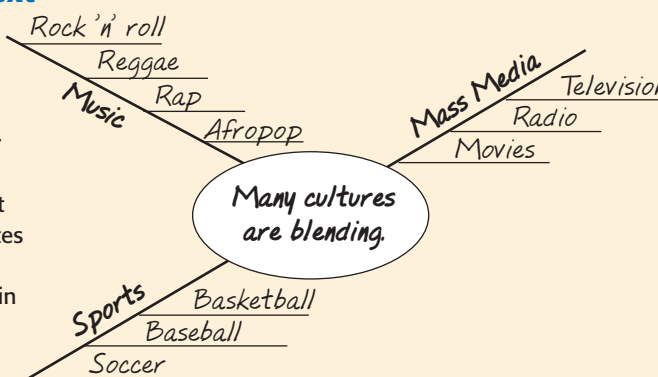 Rock 'n' roll
Reggae
Rap
Afropop
Music
Mass Media
Television
Radio
Movies
Many cultures
are blending.
Sports
Basketball
Baseball
Soccer
in